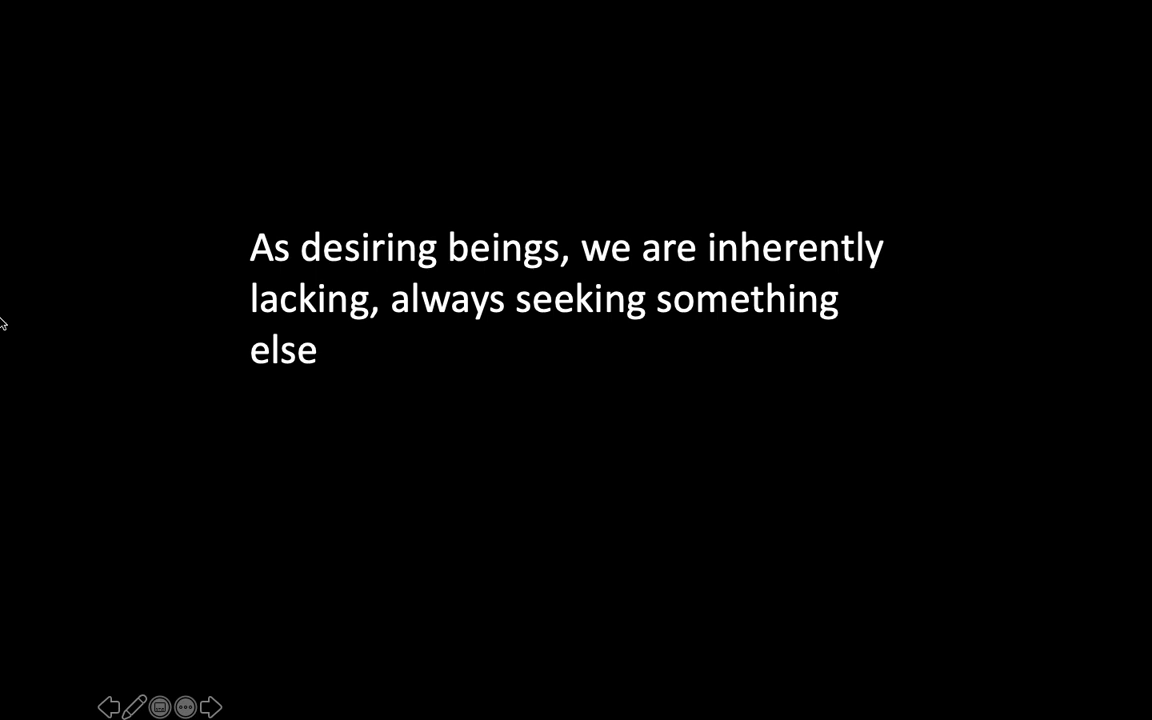 As desiring beings, we are inherently
lacking, always seeking something
else